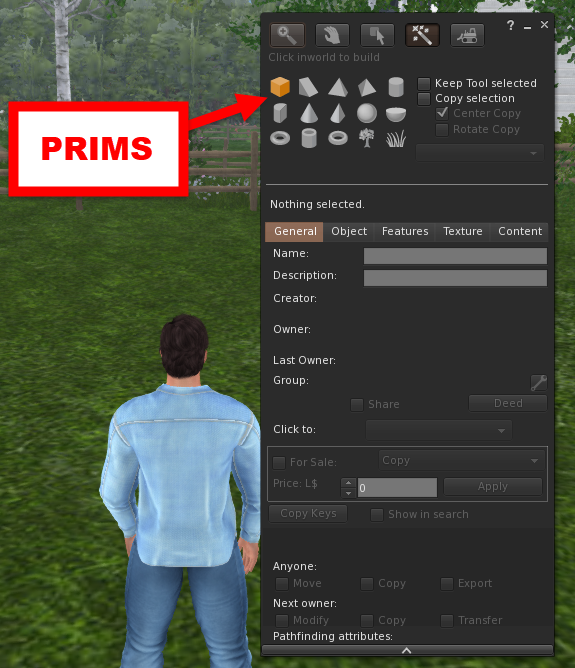 ?
Click inworld to build
Keep Tool selected
Copy selection
Center Copy
Rotate Copy
PRIMS
Nothing selected.
General Object Features Texture Content
Name:
Description:
Creator:
Owner:
Last Owner:
Group:
Share Deed
Click to:
For Sale: Copy
Price: L$ 0 Apply
Copy Keys Show in search
Anyone:
Move Copy Export
Next owner:
Modify Copy Transfer
Pathfinding attributes: